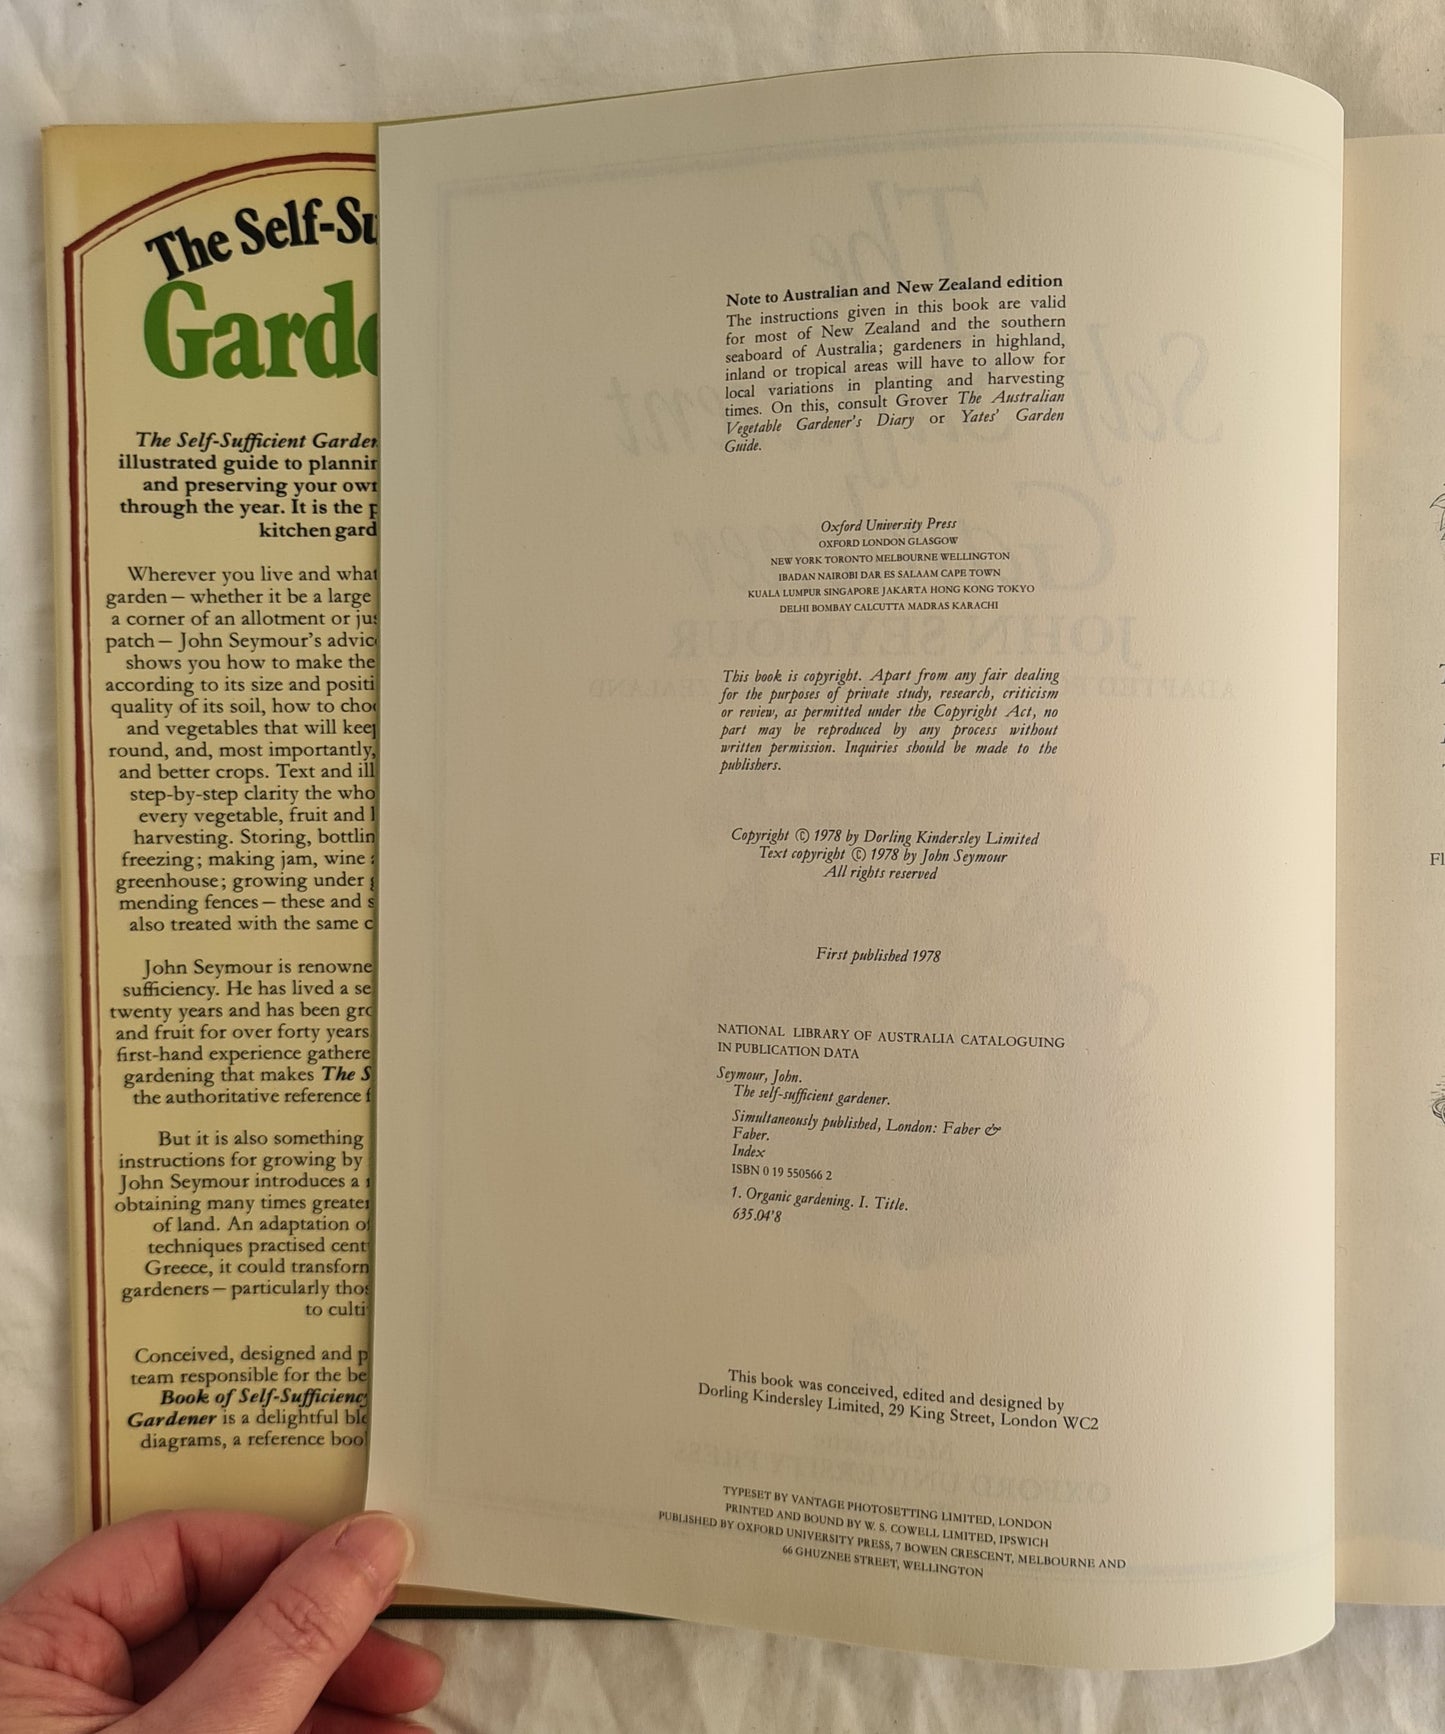 The Self-Su
Garde
The Self-Sufficient Garden
illustrated guide to plannin
and preserving your own
through the year. It is the p
kitchen gard
Wherever you live and what
garden — whether it be a large
a corner of an allotment or jus
patch — John Seymour's advic
shows you how to make the
according to its size and positi
quality of its soil, how to cho
and vegetables that will keep
round, and, most importantly,
and better crops. Text and ill
step-by-step clarity the who
every vegetable, fruit and
harvesting. Storing, bottlin
freezing; making jam, wine
greenhouse; growing under g
mending fences — these and s
also treated with the same c
John Seymour is renowne
sufficiency. He has lived a se
twenty years and has been gro
and fruit for over forty years
first-hand experience gathere
gardening that makes The S
the authoritative reference f
But it is also something
instructions for growing by
John Seymour introduces a
obtaining many times greater
of land. An adaptation of
techniques practised cent
Greece, it could transform
gardeners — particularly thos
to culti
Conceived, designed and p
team responsible for the be
Book of Self-Sufficiency
Gardener is a delightful ble
diagrams, a reference boo
Note to Australian and New Zealand edition
The instructions given in this book are valid
for most of New Zealand and the southern
seaboard of Australia; gardeners in highland,
inland or tropical areas will have to allow for
local variations in planting and harvesting
times. On this, consult Grover The Australian
Vegetable Gardener's Diary or Yates' Garden
Guide.
Oxford University Press
OXFORD LONDON GLASGOW
NEW YORK TORONTO MELBOURNE WELLINGTON
IBADAN NAIROBI DAR ES SALAAM CAPE TOWN
KUALA LUMPUR SINGAPORE JAKARTA HONG KONG TOKYO
DELHI BOMBAY CALCUTTA MADRAS KARACHI
This book is copyright. Apart from any fair dealing
for the purposes of private study, research, criticism
or review, as permitted under the Copyright Act, no
part may be reproduced by any process without
written permission. Inquiries should be made to the
publishers.
Copyright © 1978 by Dorling Kindersley Limited
Text copyright © 1978 by John Seymour
All rights reserved
First published 1978
NATIONAL LIBRARY OF AUSTRALIA CATALOGUING
IN PUBLICATION DATA
Seymour, John.
The self-sufficient gardener.
Simultaneously published, London: Faber &
Faber.
Index
ISBN 0 19 550566 2
1. Organic gardening. I. Title.
635.04'8
This book was conceived, edited and designed by
Dorling Kindersley Limited, 29 King Street, London WC2
TYPESET BY VANTAGE PHOTOSETTING LIMITED, LONDON
PRINTED AND BOUND BY W. S. COWELL LIMITED, IPSWICH
PUBLISHED BY OXFORD UNIVERSITY PRESS, 7 BOWEN CRESCENT, MELBOURNE AND
66 GHUZNEE STREET, WELLINGTON
Fl